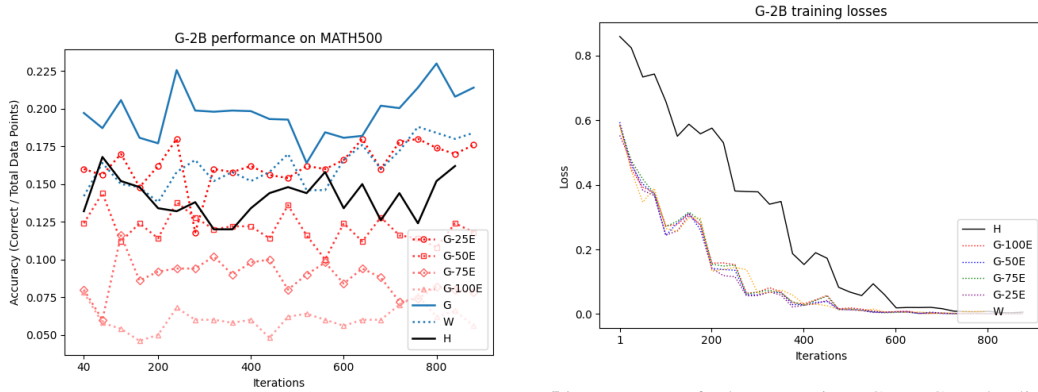 G-2B performance on MATH500
Accuracy (Correct / Total Data Points)
0.225
0.200
0.175
0.150
0.125
0.100
0.075
0.050
40
200
400
600
800
Iterations
G-25E
G-50E
G-75E
G-100E
G
W
H
G-2B training losses
Loss
0.8
0.6
0.4
0.2
0.0
1
200
400
600
800
Iterations
H
G-100E
G-50E
G-75E
G-25E
W